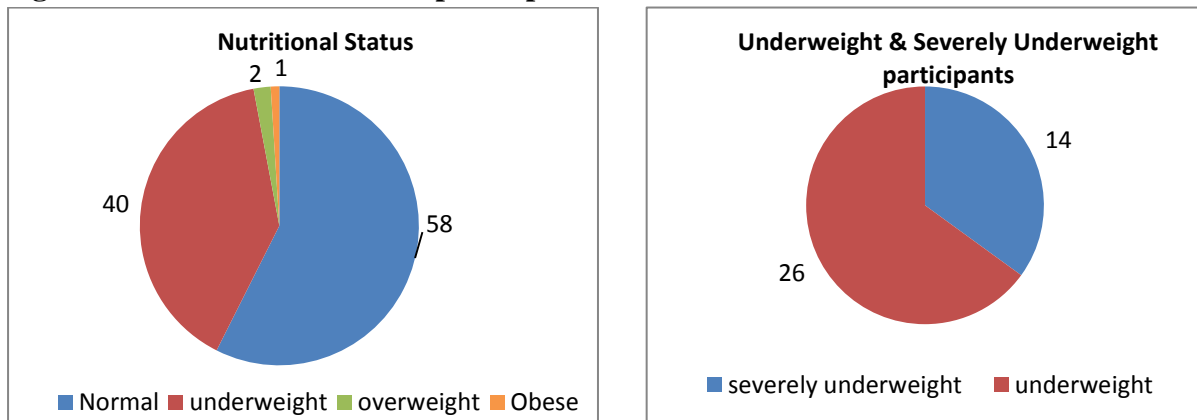 Nutritional Status
2
1
40
58
Normal underweight overweight Obese
Underweight & Severely Underweight
participants
14
26
severely underweight underweight